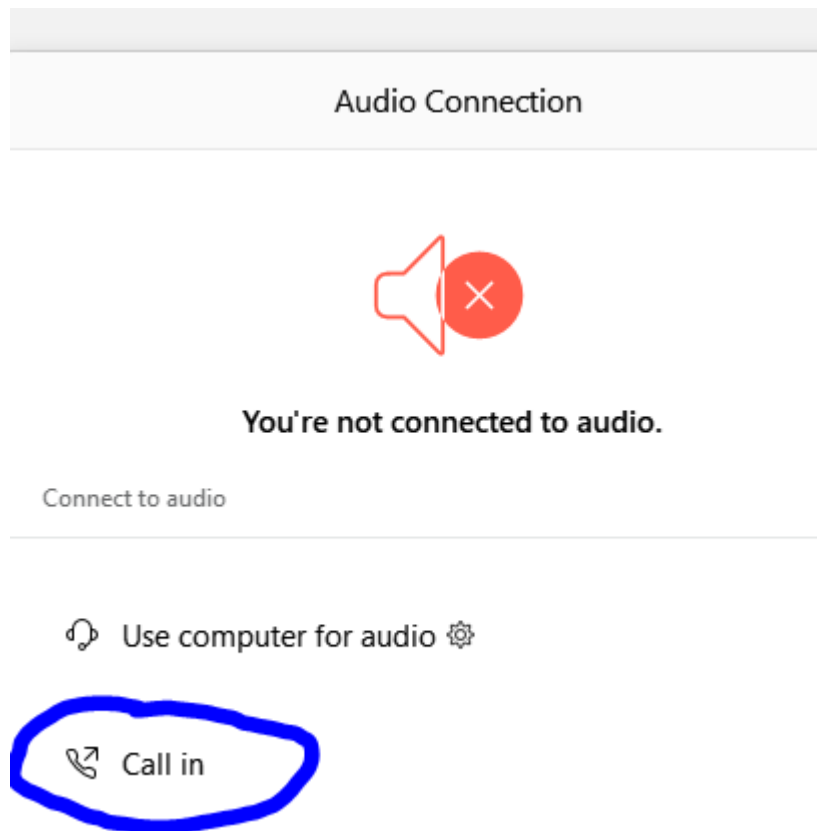 Audio Connection
You're not connected to audio.
Connect to audio
Use computer for audio
Call in